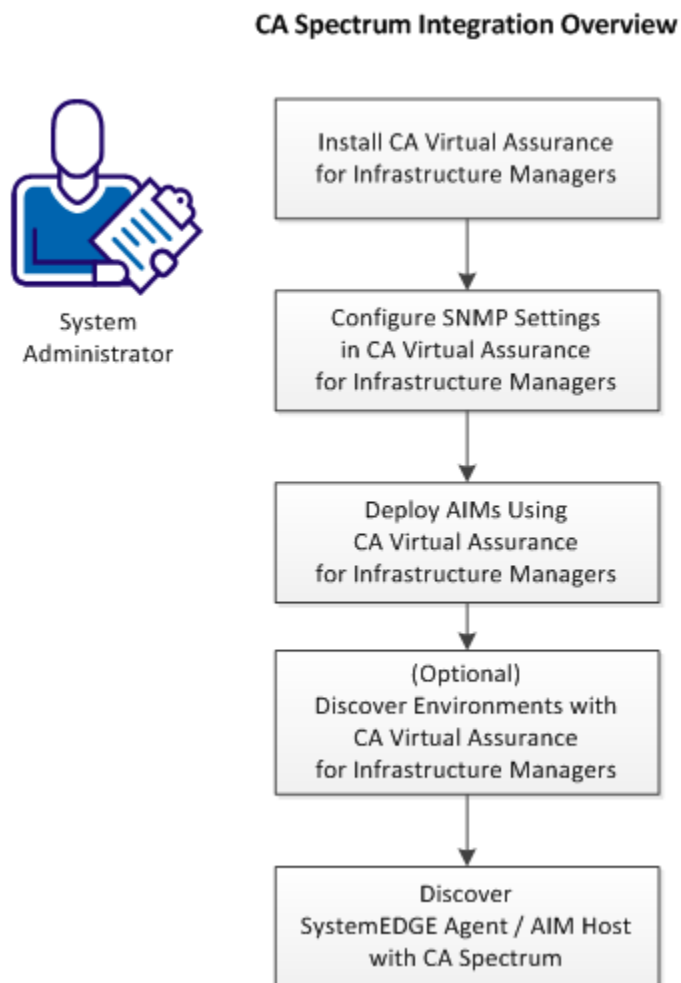 CA Spectrum Integration Overview
System
Administrator
Install CA Virtual Assurance
for Infrastructure Managers
Configure SNMP Settings
in CA Virtual Assurance
for Infrastructure Managers
Deploy AIMs Using
CA Virtual Assurance
for Infrastructure Managers
(Optional)
Discover Environments with
CA Virtual Assurance
for Infrastructure Managers
Discover
SystemEDGE Agent / AIM Host
with CA Spectrum